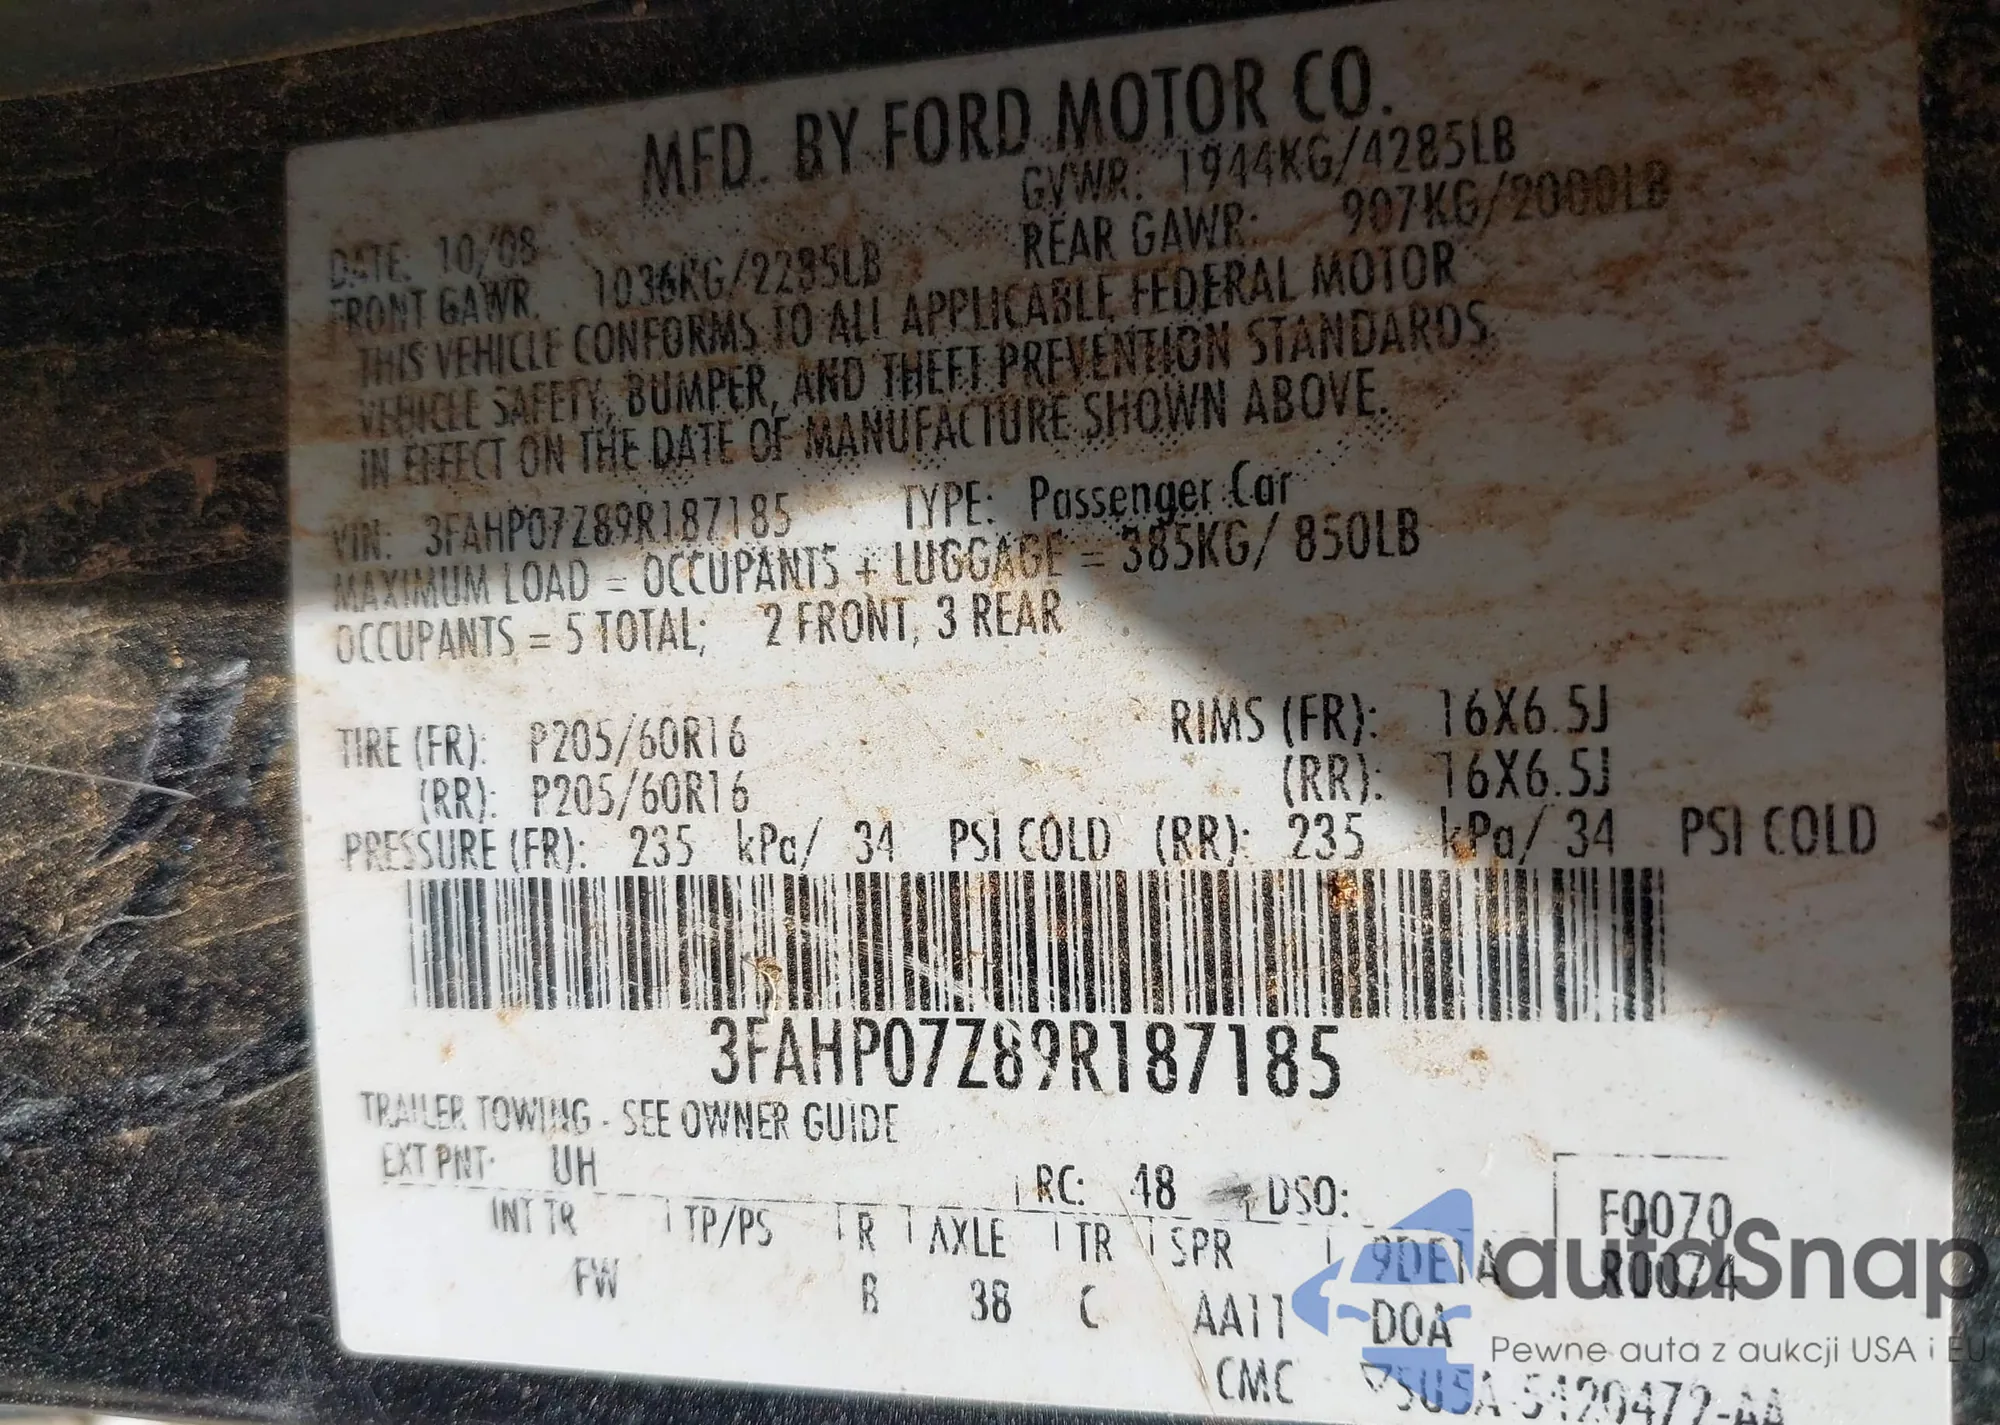 MFD. BY FORD MOTOR CO.
DATE: 10/08 GVWR: 1944KG/4285LB
FRONT GAWR: 1036KG/2285LB REAR GAWR: 907KG/2000LB
THIS VEHICLE CONFORMS TO ALL APPLICABLE FEDERAL MOTOR
VEHICLE SAFETY, BUMPER, AND THEFT PREVENTION STANDARDS
IN EFFECT ON THE DATE OF MANUFACTURE SHOWN ABOVE.
VIN: 3FAHP07Z89R187185 TYPE: Passenger Car
MAXIMUM LOAD = OCCUPANTS + LUGGAGE = 385KG/ 850LB
OCCUPANTS = 5 TOTAL; 2 FRONT, 3 REAR
TIRE (FR): P205/60R16 RIMS (FR): 16X6.5J
(RR): P205/60R16 (RR): 16X6.5J
PRESSURE (FR): 235 kPa/ 34 PSI COLD (RR): 235 kPa/ 34 PSI COLD
3FAHP07Z89R187185
TRAILER TOWING - SEE OWNER GUIDE
EXT PNT: UH RC: 48 DSO: F0070
INT TR TP/PS R AXLE TR SPR 9DE1A R0074
FW B 38 C AA11 DOA
CMC 5U5A-5420472-AA
autaSnap
Pewne auta z aukcji USA i EU